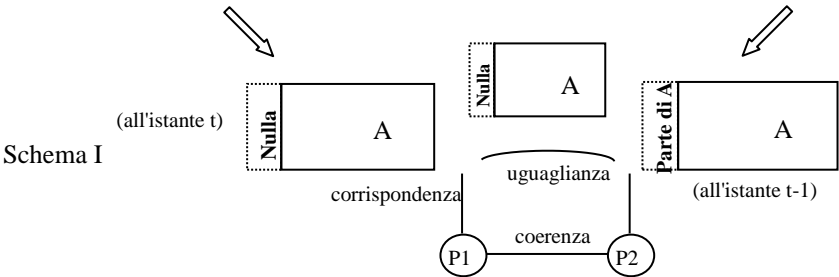 Nulla
A
Parte di A
A
(all'istante t)
Nulla
A
Schema I
uguaglianza
corrispondenza
(all'istante t-1)
coerenza
P1
P2